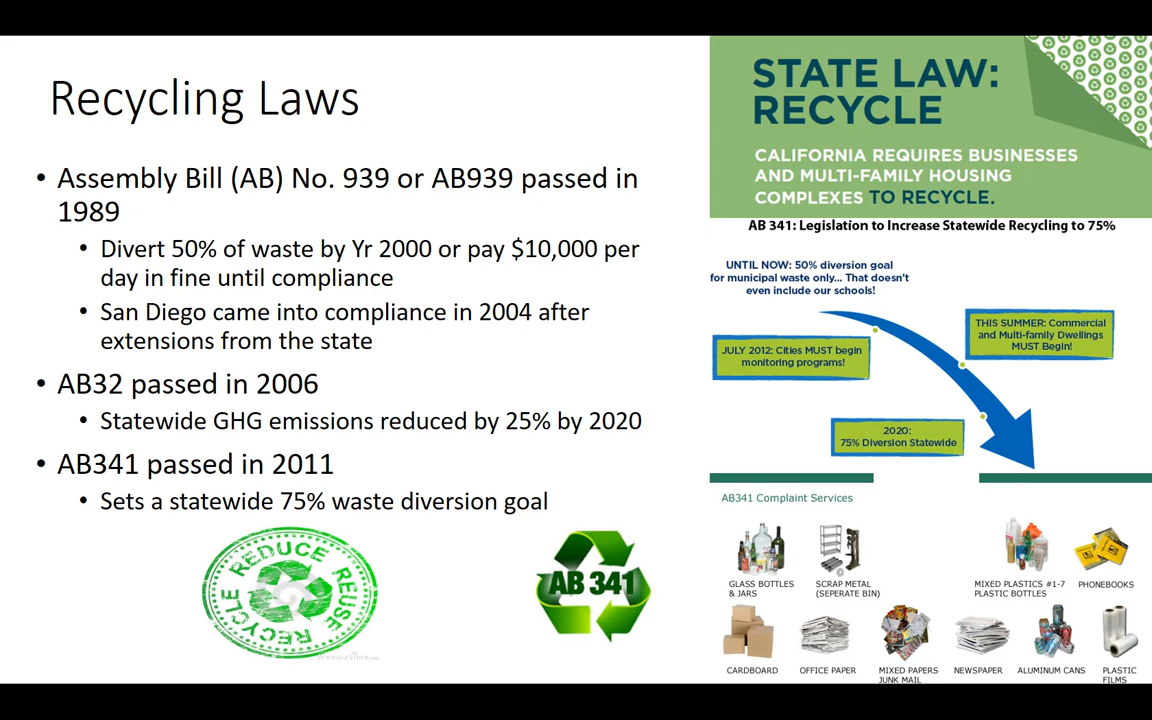 Recycling Laws
• Assembly Bill (AB) No. 939 or AB939 passed in
1989
• Divert 50% of waste by Yr 2000 or pay $10,000 per
day in fine until compliance
• San Diego came into compliance in 2004 after
extensions from the state
• AB32 passed in 2006
• Statewide GHG emissions reduced by 25% by 2020
• AB341 passed in 2011
• Sets a statewide 75% waste diversion goal
REDUCE REUSE RECYCLE
AB 341
STATE LAW:
RECYCLE
CALIFORNIA REQUIRES BUSINESSES
AND MULTI-FAMILY HOUSING
COMPLEXES TO RECYCLE.
AB 341: Legislation to Increase Statewide Recycling to 75%
UNTIL NOW: 50% diversion goal
for municipal waste only... That doesn't
even include our schools!
JULY 2012: Cities MUST begin
monitoring programs!
THIS SUMMER: Commercial
and Multi-family Dwellings
MUST Begin!
2020:
75% Diversion Statewide
AB341 Complaint Services
GLASS BOTTLES
& JARS
SCRAP METAL
(SEPERATE BIN)
MIXED PLASTICS #1-7
PLASTIC BOTTLES
PHONEBOOKS
CARDBOARD
OFFICE PAPER
MIXED PAPERS
JUNK MAIL
NEWSPAPER
ALUMINUM CANS
PLASTIC
FILMS